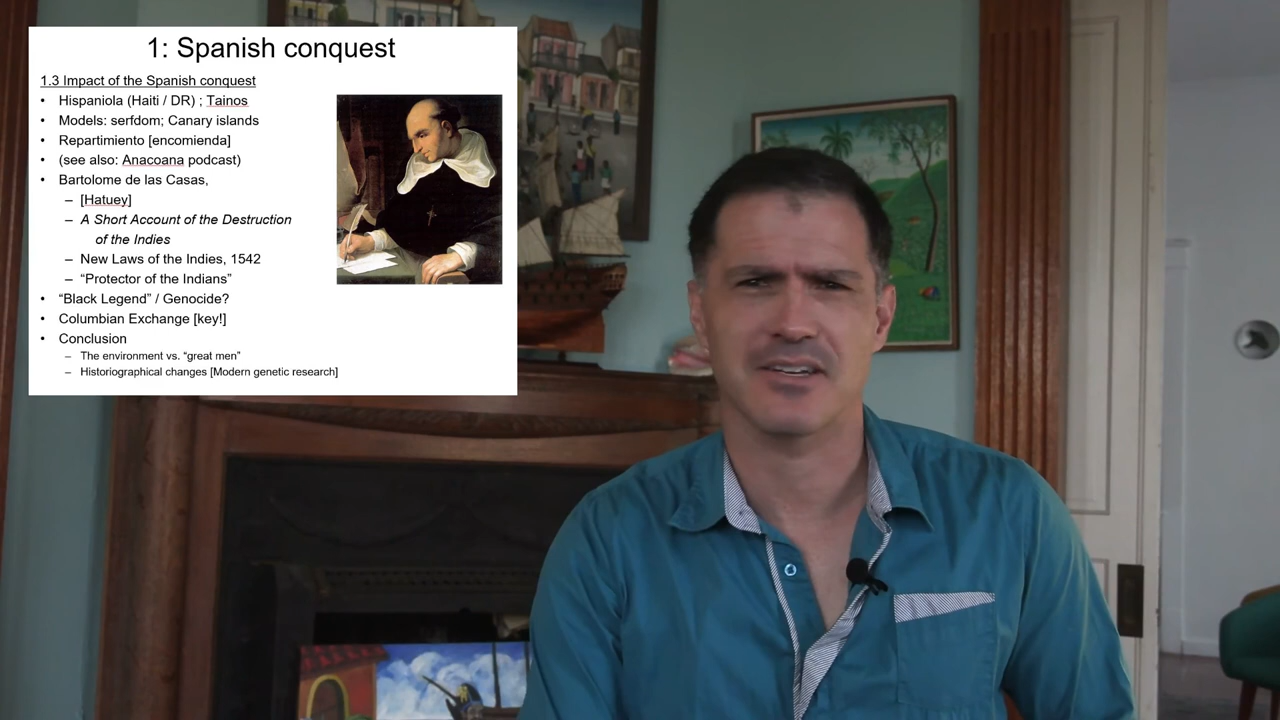 1: Spanish conquest
1.3 Impact of the Spanish conquest
• Hispaniola (Haiti / DR) ; Tainos
• Models: serfdom; Canary islands
• Repartimiento [encomienda]
• (see also: Anacoana podcast)
• Bartolome de las Casas,
– [Hatuey]
– A Short Account of the Destruction
of the Indies
– New Laws of the Indies, 1542
– “Protector of the Indians”
• “Black Legend” / Genocide?
• Columbian Exchange [key!]
• Conclusion
– The environment vs. “great men”
– Historiographical changes [Modern genetic research]